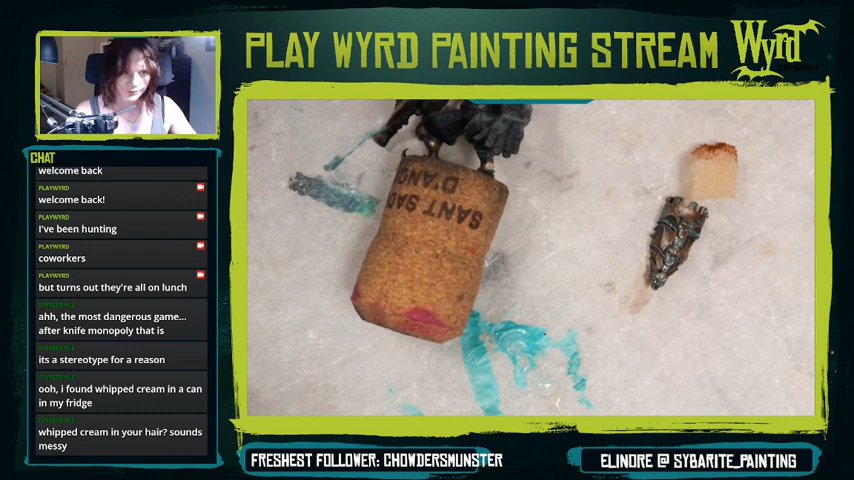 PLAY WYRD PAINTING STREAM
Wyrd
CHAT
welcome back
PLAYWYRD
welcome back!
PLAYWYRD
I've been hunting
PLAYWYRD
coworkers
PLAYWYRD
but turns out they're all on lunch
ahh, the most dangerous game...
after knife monopoly that is
its a stereotype for a reason
ooh, i found whipped cream in a can
in my fridge
whipped cream in your hair? sounds
messy
SANT SAD
D'ANO
FRESHEST FOLLOWER: CHOWDERSMUNSTER
ELINORE @ SYBARITE_PAINTING